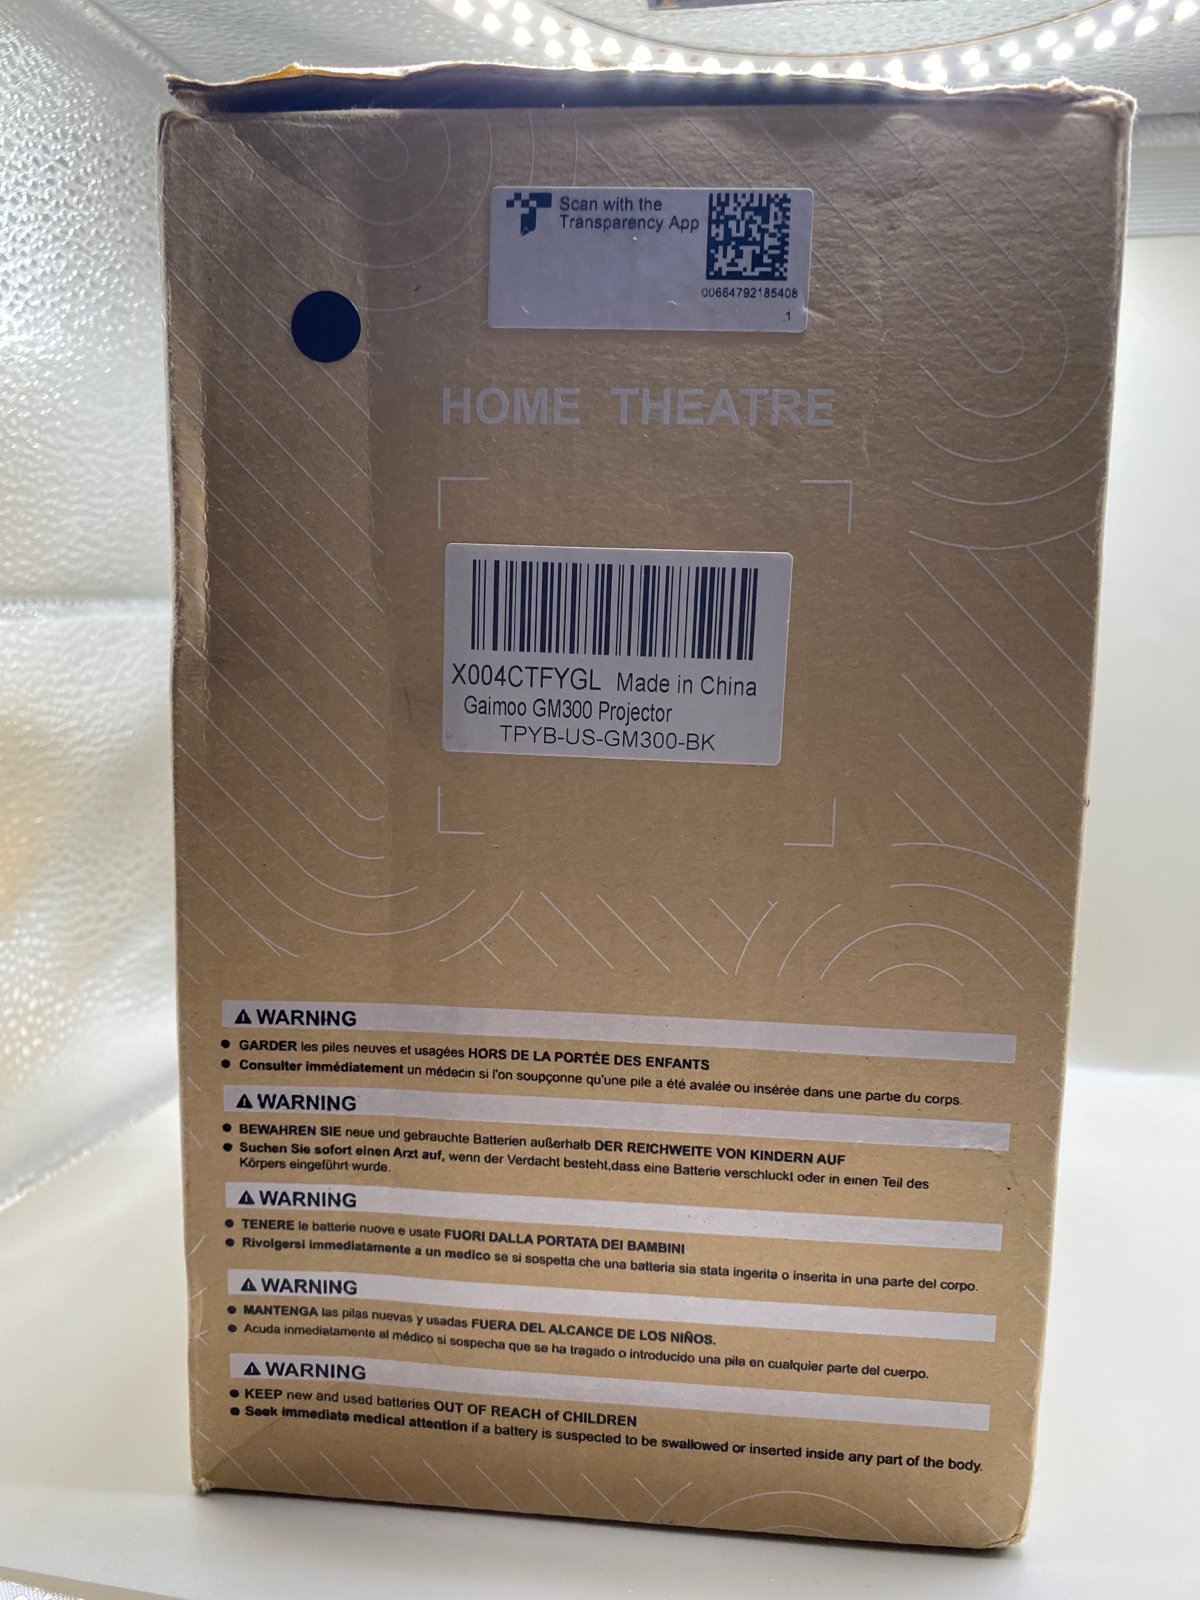 Scan with the
Transparency App
00664792185408
1
HOME THEATRE
X004CTFYGL Made in China
Gaimoo GM300 Projector
TPYB-US-GM300-BK
WARNING
● GARDER les piles neuves et usagées HORS DE LA PORTÉE DES ENFANTS
● Consulter immédiatement un médecin si l'on soupçonne qu'une pile a été avalée ou insérée dans une partie du corps.
WARNING
● BEWAHREN SIE neue und gebrauchte Batterien außerhalb DER REICHWEITE VON KINDERN AUF
● Suchen Sie sofort einen Arzt auf, wenn der Verdacht besteht,dass eine Batterie verschluckt oder in einen Teil des
Körpers eingeführt wurde.
WARNING
● TENERE le batterie nuove e usate FUORI DALLA PORTATA DEI BAMBINI
● Rivolgersi immediatamente a un medico se si sospetta che una batteria sia stata ingerita o inserita in una parte del corpo.
WARNING
● MANTENGA las pilas nuevas y usadas FUERA DEL ALCANCE DE LOS NIÑOS.
● Acuda inmediatamente al médico si sospecha que se ha tragado o introducido una pila en cualquier parte del cuerpo.
WARNING
● KEEP new and used batteries OUT OF REACH of CHILDREN
● Seek immediate medical attention if a battery is suspected to be swallowed or inserted inside any part of the body.